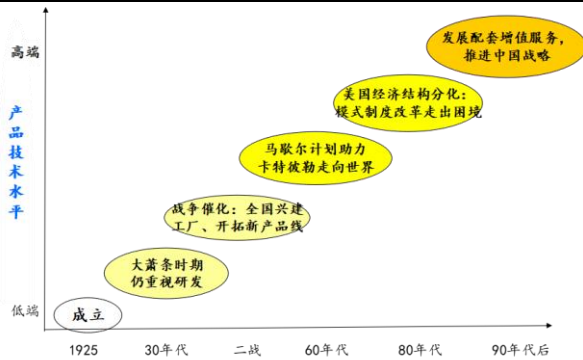 发展配套增值服务，
推进中国战略
高端
美国经济结构分化：
模式制度改革走出困境
产品技术水平
马歇尔计划助力
卡特彼勒走向世界
战争催化：全国兴建
工厂、开拓新产品线
大萧条时期
仍重视研发
低端
成立
1925
30年代
二战
60年代
80年代
90年代后